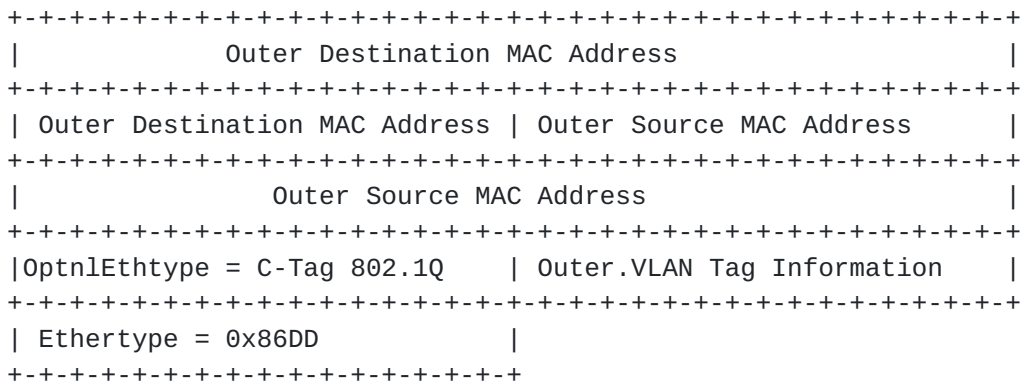 +-+-+-+-+-+-+-+-+-+-+-+-+-+-+-+-+-+-+-+-+-+-+-+-+-+-+-+-+-+-+-+-+
|             Outer Destination MAC Address                     |
+-+-+-+-+-+-+-+-+-+-+-+-+-+-+-+-+-+-+-+-+-+-+-+-+-+-+-+-+-+-+-+-+
| Outer Destination MAC Address | Outer Source MAC Address      |
+-+-+-+-+-+-+-+-+-+-+-+-+-+-+-+-+-+-+-+-+-+-+-+-+-+-+-+-+-+-+-+-+
|                Outer Source MAC Address                       |
+-+-+-+-+-+-+-+-+-+-+-+-+-+-+-+-+-+-+-+-+-+-+-+-+-+-+-+-+-+-+-+-+
|OptnlEthtype = C-Tag 802.1Q    | Outer.VLAN Tag Information    |
+-+-+-+-+-+-+-+-+-+-+-+-+-+-+-+-+-+-+-+-+-+-+-+-+-+-+-+-+-+-+-+-+
| Ethertype = 0x86DD            |
+-+-+-+-+-+-+-+-+-+-+-+-+-+-+-+-+